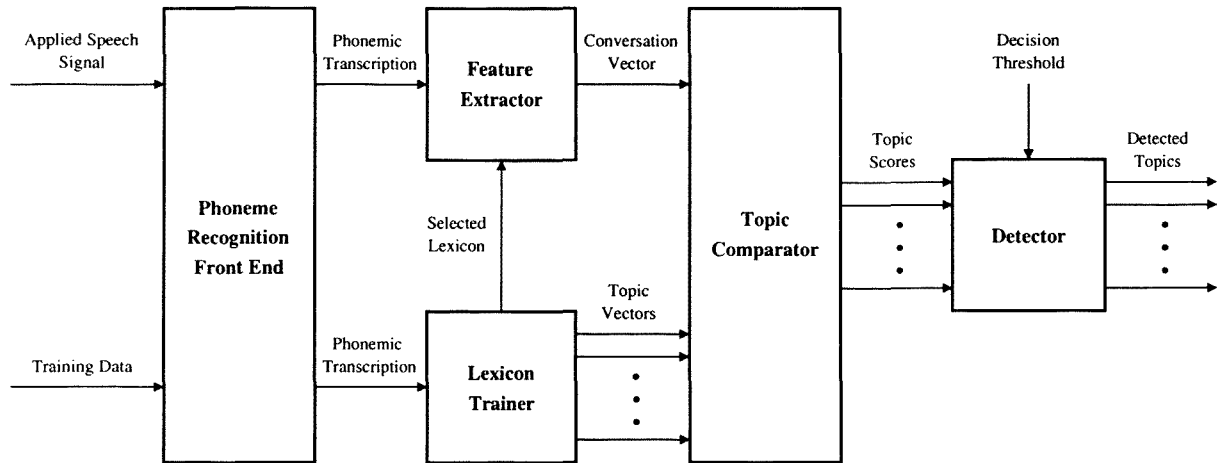 Applied Speech
Signal
Phonemic
Transcription
Feature
Extractor
Conversation
Vector
Decision
Threshold
Topic
Scores
Detected
Topics
Phoneme
Recognition
Front End
Selected
Lexicon
Topic
Comparator
Detector
Topic
Vectors
Training Data
Phonemic
Transcription
Lexicon
Trainer